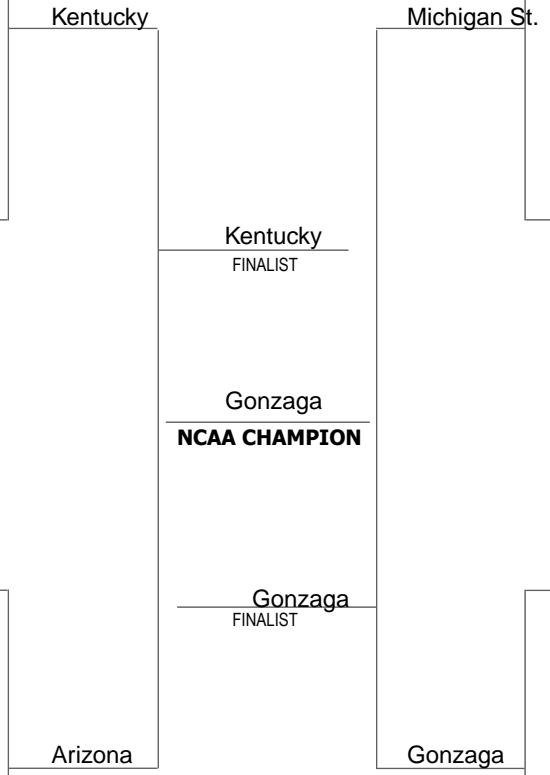 Kentucky
Michigan St.
Kentucky
FINALIST
Gonzaga
NCAA CHAMPION
Gonzaga
FINALIST
Arizona
Gonzaga